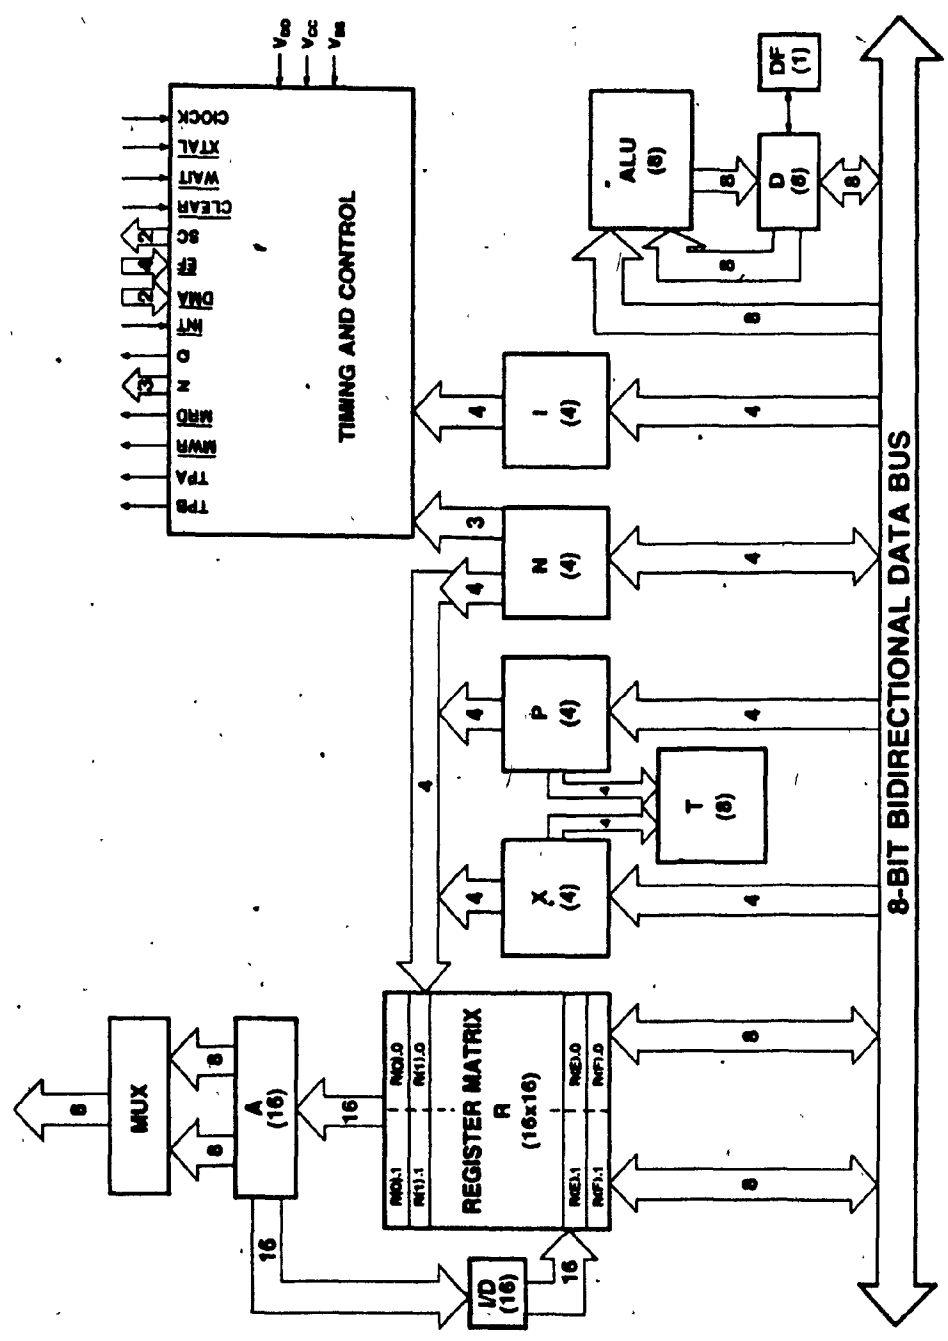 8
MUX
8
8
A
(16)
16
16
I/D
(16)
16
R(O).1
R(O).0
R(1).1
R(1).0
REGISTER MATRIX
R
(16x16)
R(E).1
R(E).0
R(F).1
R(F).0
8
8
TPB
TPA
MWR
MRD
3
N
Q
INT
2
DMA
4
EF
2
SC
CLEAR
WAIT
XTAL
CLOCK
TIMING AND CONTROL
VDD
VCC
VSS
4
4
X
(4)
4
4
P
(4)
4
3
N
(4)
4
I
(4)
4
4
T
(8)
4
4
4
4
ALU
(8)
8
8
8
D
(8)
DF
(1)
8
8-BIT BIDIRECTIONAL DATA BUS